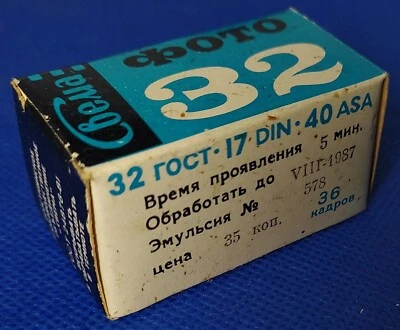 Свема
ФОТО
32
32 ГОСТ·17·DIN·40 ASA
Время проявления 5 мин.
Обработать до VIII-1987
Эмульсия № 578
цена 35 коп. 36
кадров